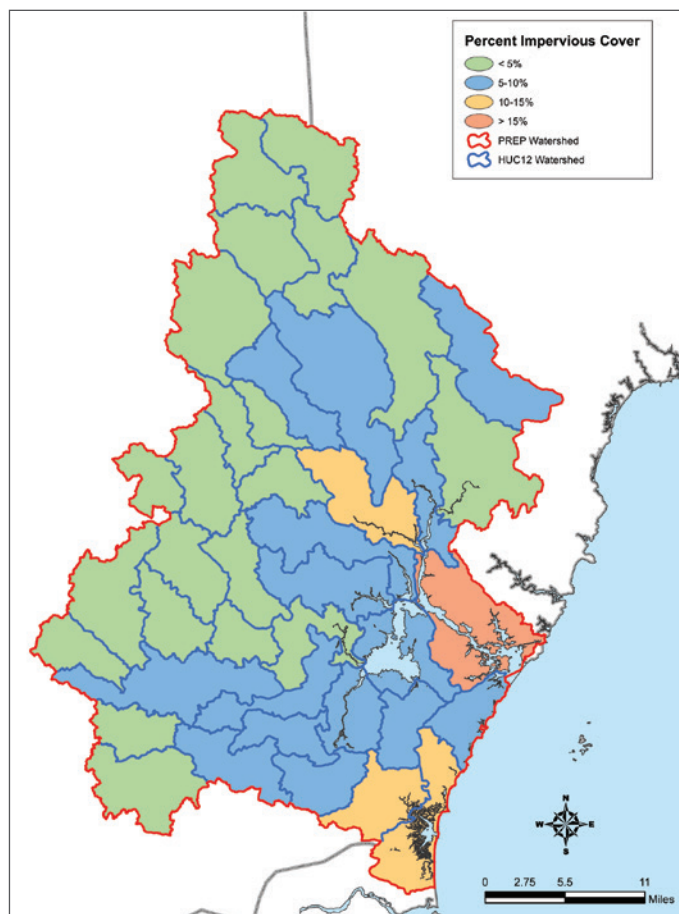 Percent Impervious Cover
< 5%
5-10%
10-15%
> 15%
PREP Watershed
HUC12 Watershed
N
W
E
S
0 2.75 5.5 11
Miles